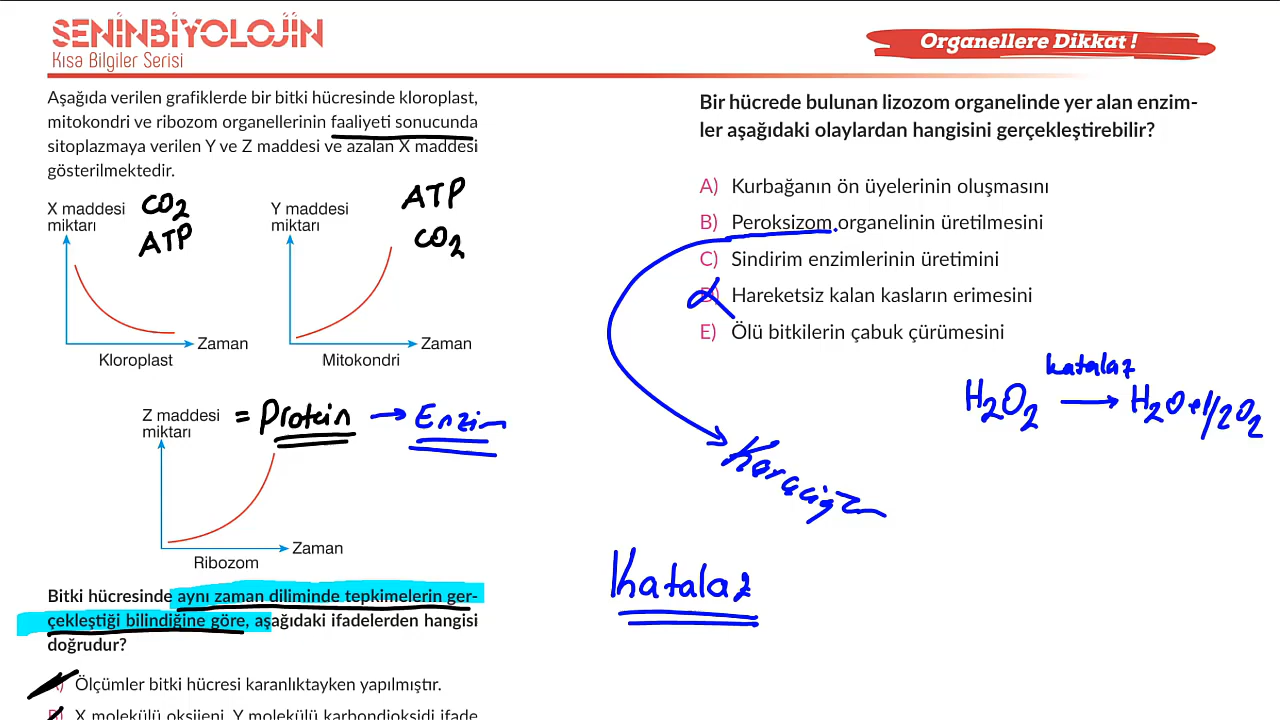 SENİNBİYOLOJİN
Kısa Bilgiler Serisi
Organellere Dikkat !
Aşağıda verilen grafiklerde bir bitki hücresinde kloroplast,
mitokondri ve ribozom organellerinin faaliyeti sonucunda
sitoplazmaya verilen Y ve Z maddesi ve azalan X maddesi
gösterilmektedir.
X maddesi
miktarı
CO2
ATP
Zaman
Kloroplast
Y maddesi
miktarı
ATP
CO2
Zaman
Mitokondri
Z maddesi
miktarı
= Protein → Enzim
Zaman
Ribozom
Bitki hücresinde aynı zaman diliminde tepkimelerin ger-
çekleştiği bilindiğine göre, aşağıdaki ifadelerden hangisi
doğrudur?
A) Ölçümler bitki hücresi karanlıktayken yapılmıştır.
B) X molekülü oksijeni, Y molekülü karbondioksidi ifade
Bir hücrede bulunan lizozom organelinde yer alan enzim-
ler aşağıdaki olaylardan hangisini gerçekleştirebilir?
A) Kurbağanın ön üyelerinin oluşmasını
B) Peroksizom organelinin üretilmesini
C) Sindirim enzimlerinin üretimini
D) Hareketsiz kalan kasların erimesini
E) Ölü bitkilerin çabuk çürümesini
katalaz
H2O2 → H2O+1/2O2
Karaciğer
Katalaz